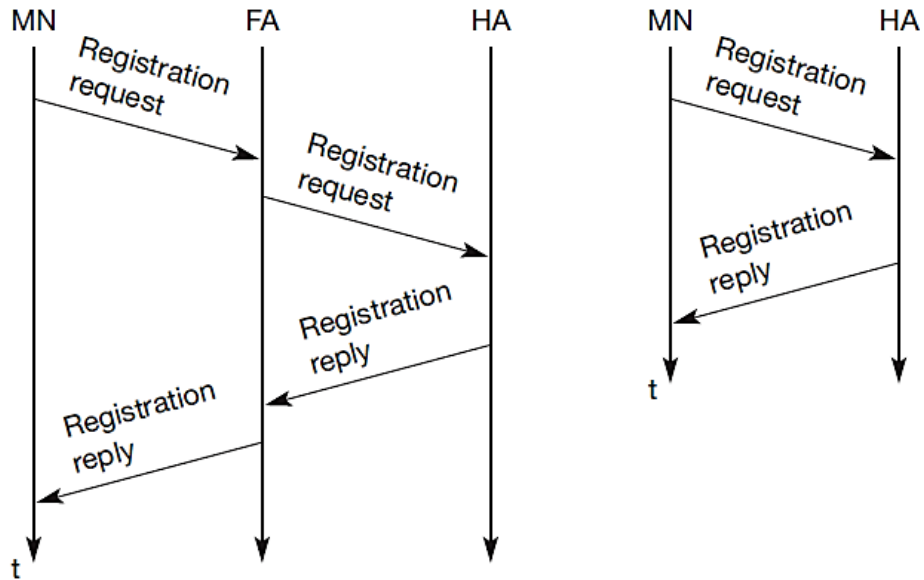 MN
FA
HA
Registration
request
Registration
request
Registration
reply
Registration
reply
t
MN
HA
Registration
request
Registration
reply
t